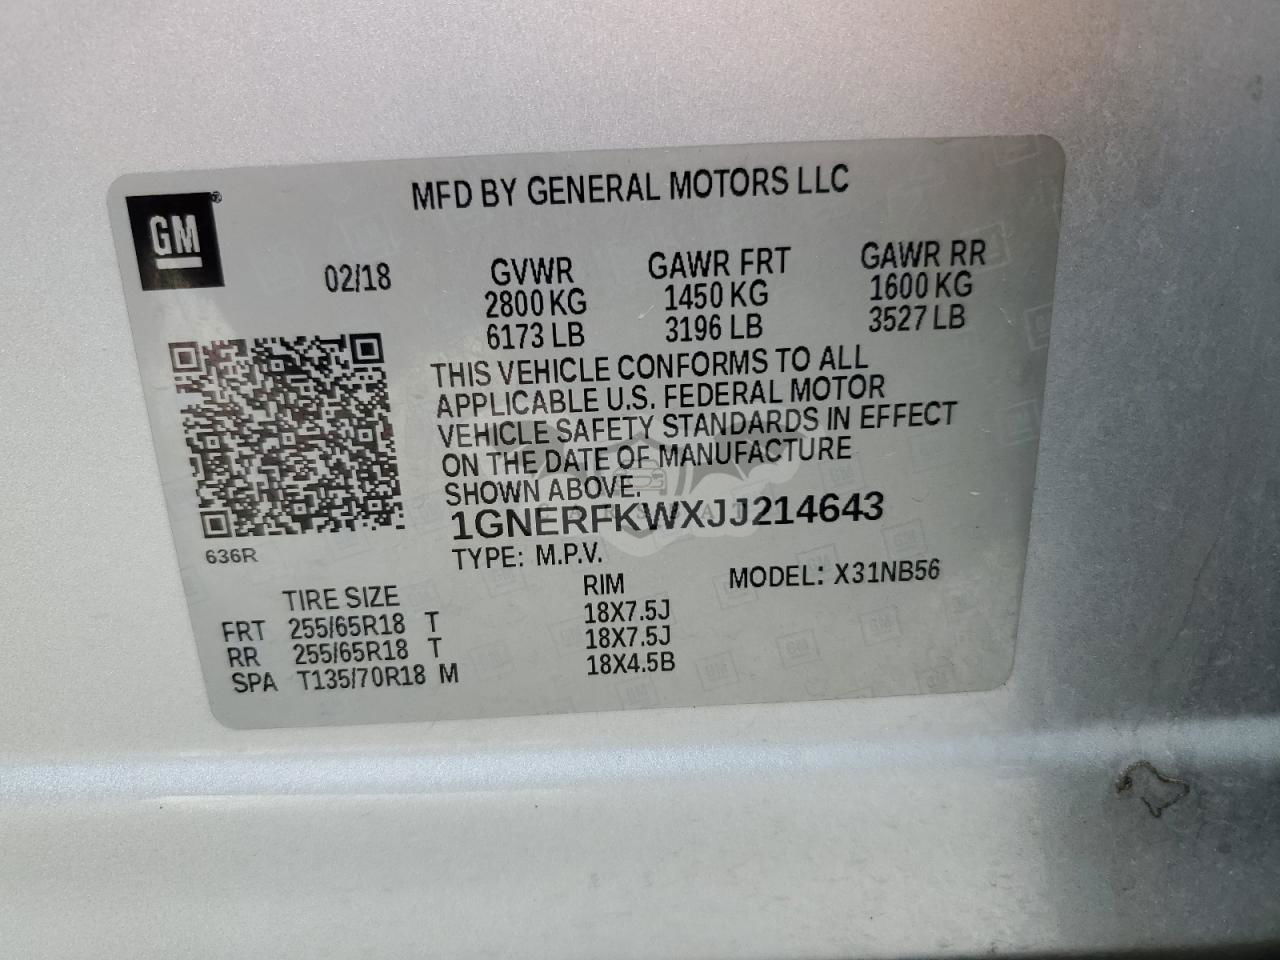 MFD BY GENERAL MOTORS LLC
GM®
02/18 GVWR GAWR FRT GAWR RR
2800 KG 1450 KG 1600 KG
6173 LB 3196 LB 3527 LB
THIS VEHICLE CONFORMS TO ALL
APPLICABLE U.S. FEDERAL MOTOR
VEHICLE SAFETY STANDARDS IN EFFECT
ON THE DATE OF MANUFACTURE
SHOWN ABOVE.
1GNERFKWXJJ214643
636R
TYPE: M.P.V.
TIRE SIZE RIM MODEL: X31NB56
FRT 255/65R18 T 18X7.5J
RR 255/65R18 T 18X7.5J
SPA T135/70R18 M 18X4.5B